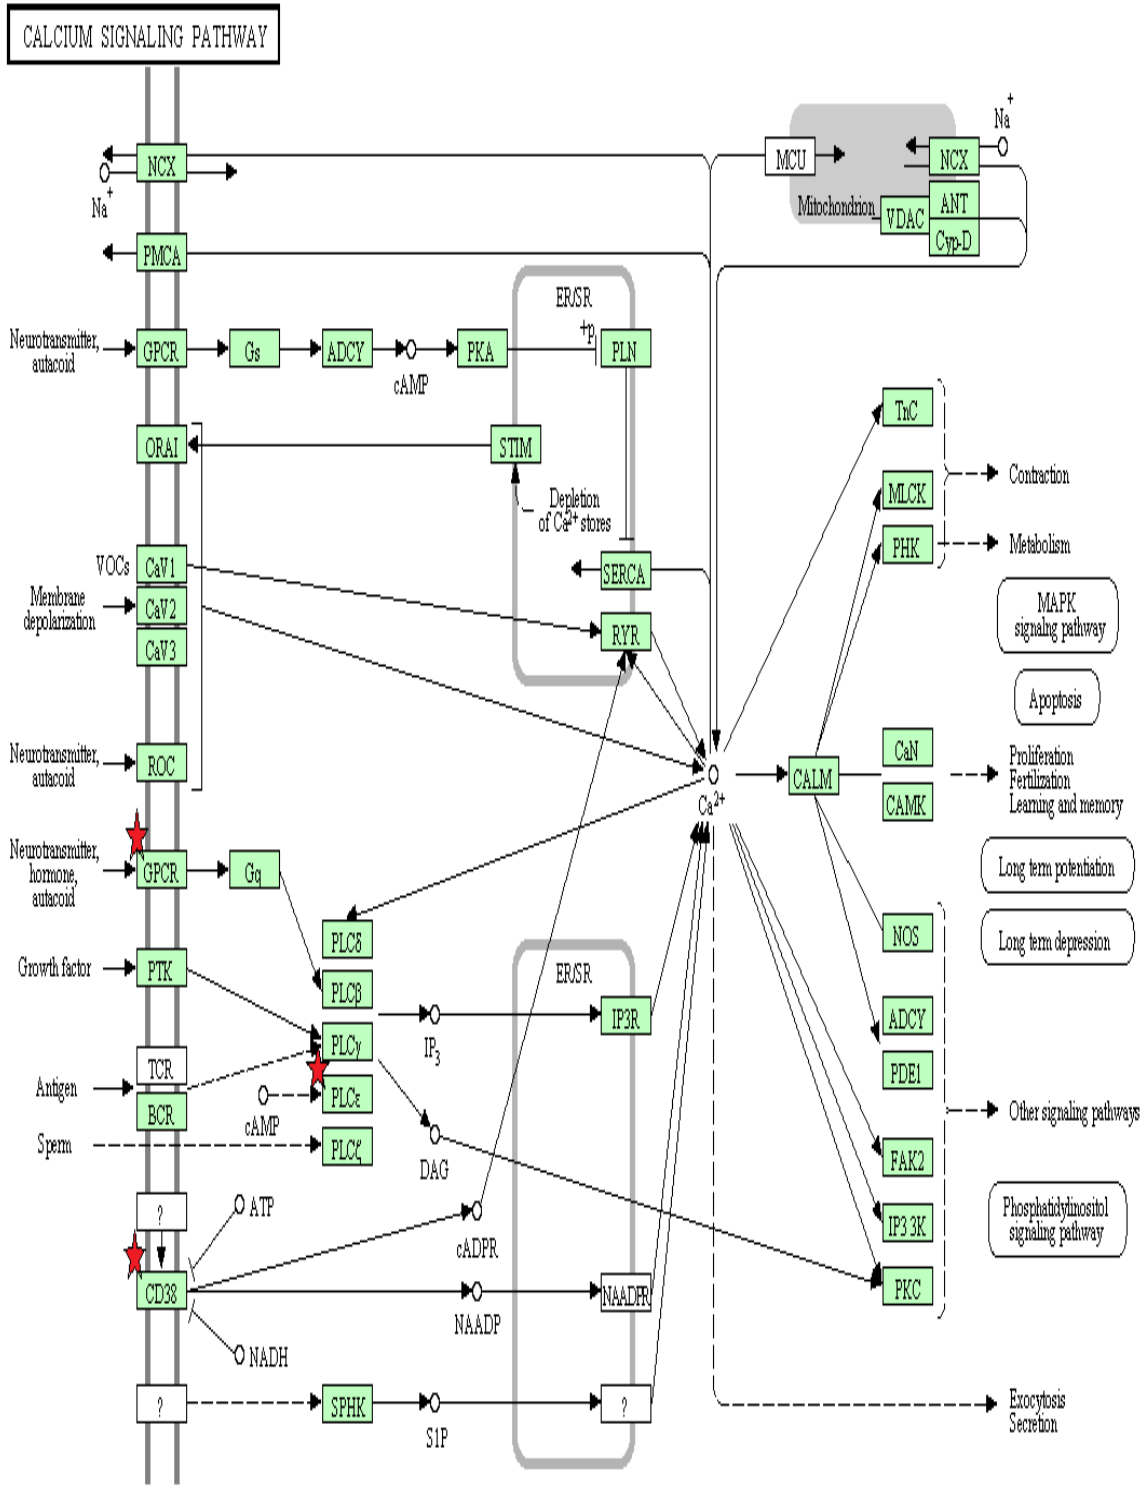 CALCIUM SIGNALING PATHWAY
Na+
NCX
MCU
NCX
Na+
Mitochondrion
VDAC
ANT
Cyp-D
PMCA
ER/SR
Neurotransmitter,
autacoid
GPCR
Gs
ADCY
cAMP
PKA
+p
PLN
TnC
ORAI
STIM
Contraction
Depletion
of Ca2+ stores
MLCK
PHK
Metabolism
VOCs
CaV1
SERCA
Membrane
depolarization
CaV2
CaV3
RYR
MAPK
signalng pathway
Apoptosis
Neurotransmitter,
autacoid
ROC
Ca2+
CALM
CaN
CAMK
Proliferation
Fertilization
Learning and memory
Neurotransmitter,
hormone,
autacoid
GPCR
Gq
Long term potentiation
PLCδ
NOS
Long term depression
Growth factor
PTK
PLCβ
ER/SR
IP3
IP3R
ADCY
PLCγ
TCR
PDE1
Antigen
BCR
cAMP
PLCε
Other signaling pathways
Sperm
PLCζ
DAG
FAK2
?
ATP
cADPR
IP3 3K
Phosphatidylinositol
signaling pathway
CD38
NAADP
NAADPR
PKC
NADH
?
SPHK
S1P
?
Exocytosis
Secretion